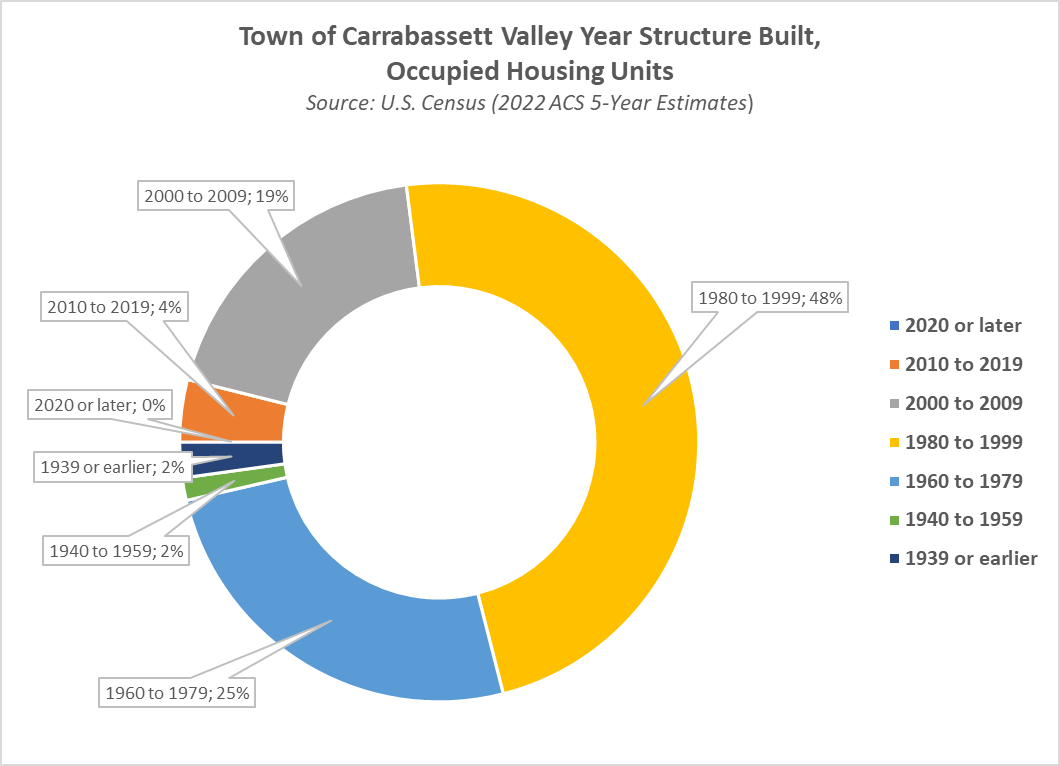 Town of Carrabassett Valley Year Structure Built,
Occupied Housing Units
Source: U.S. Census (2022 ACS 5-Year Estimates)
2000 to 2009; 19%
1980 to 1999; 48%
2010 to 2019; 4%
2020 or later; 0%
1939 or earlier; 2%
1940 to 1959; 2%
1960 to 1979; 25%
2020 or later
2010 to 2019
2000 to 2009
1980 to 1999
1960 to 1979
1940 to 1959
1939 or earlier